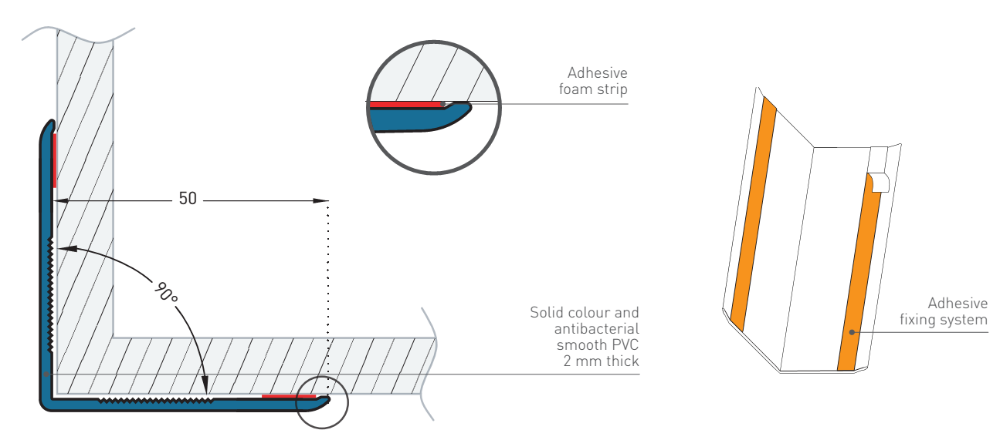 Adhesive
foam strip
50
90°
Solid colour and
antibacterial
smooth PVC
2 mm thick
Adhesive
fixing system